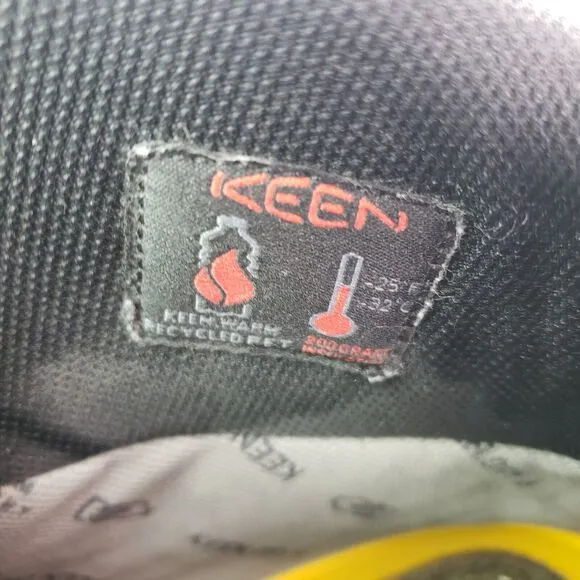 KEEN
-25°F
-32°C
KEEN.WARM
RECYCLED PET
200 GRAM
KEEN